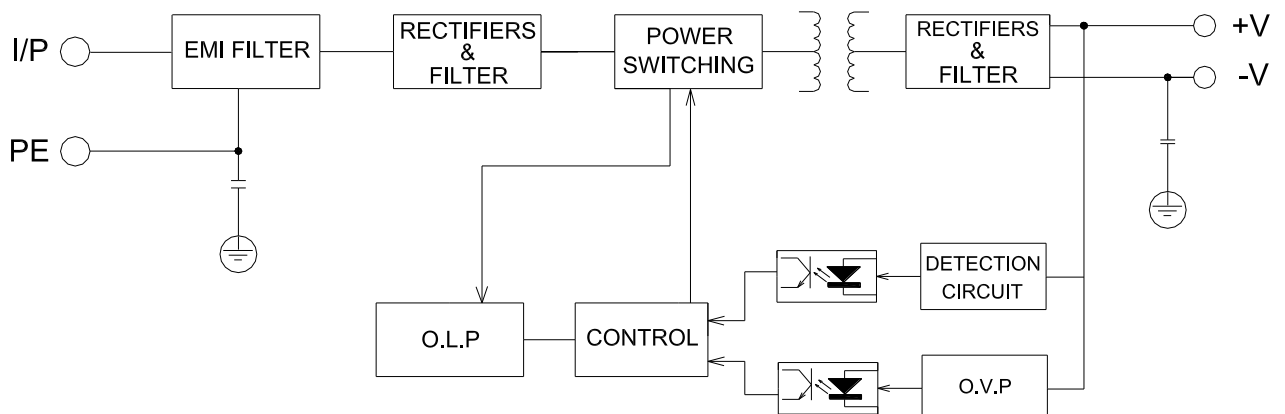 I/P
EMI FILTER
RECTIFIERS
&
FILTER
POWER
SWITCHING
RECTIFIERS
&
FILTER
+V
-V
PE
DETECTION
CIRCUIT
O.L.P
CONTROL
O.V.P